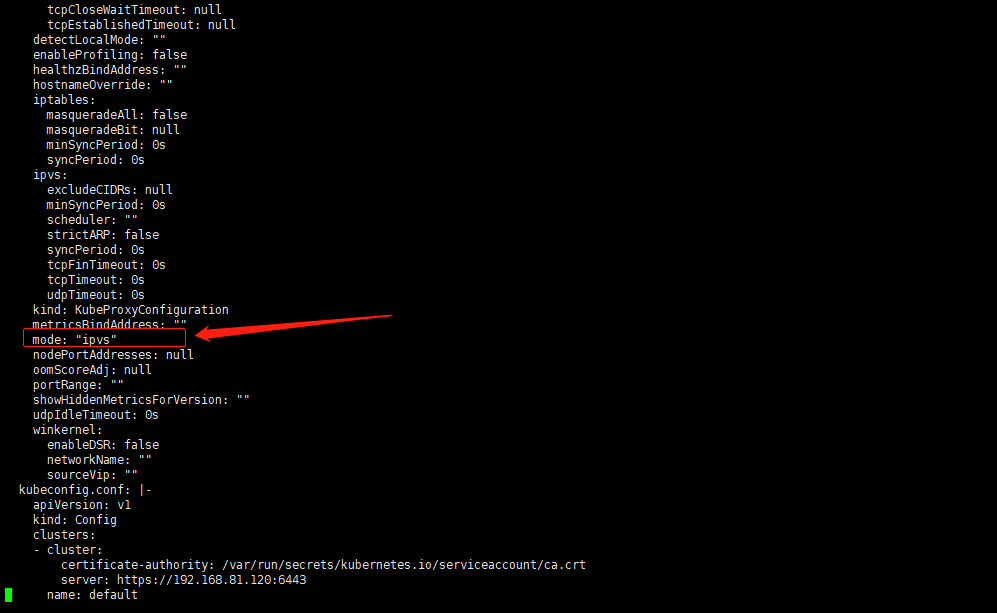 tcpCloseWaitTimeout: null
tcpEstablishedTimeout: null
detectLocalMode: ""
enableProfiling: false
healthzBindAddress: ""
hostnameOverride: ""
iptables:
masqueradeAll: false
masqueradeBit: null
minSyncPeriod: 0s
syncPeriod: 0s
ipvs:
excludeCIDRs: null
minSyncPeriod: 0s
scheduler: ""
strictARP: false
syncPeriod: 0s
tcpFinTimeout: 0s
tcpTimeout: 0s
udpTimeout: 0s
kind: KubeProxyConfiguration
metricsBindAddress: ""
mode: "ipvs"
nodePortAddresses: null
oomScoreAdj: null
portRange: ""
showHiddenMetricsForVersion: ""
udpIdleTimeout: 0s
winkernel:
enableDSR: false
networkName: ""
sourceVip: ""
kubeconfig.conf: |-
apiVersion: v1
kind: Config
clusters:
- cluster:
certificate-authority: /var/run/secrets/kubernetes.io/serviceaccount/ca.crt
server: https://192.168.81.120:6443
name: default